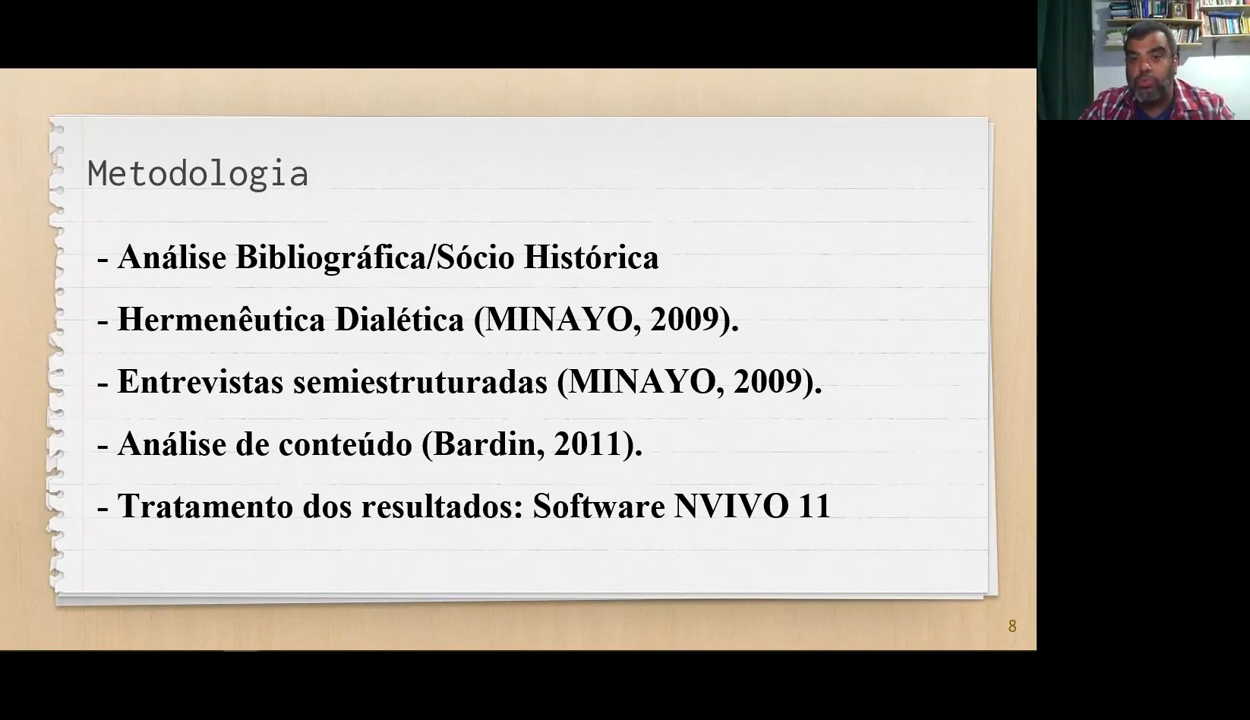 Metodologia
- Análise Bibliográfica/Sócio Histórica
- Hermenêutica Dialética (MINAYO, 2009).
- Entrevistas semiestruturadas (MINAYO, 2009).
- Análise de conteúdo (Bardin, 2011).
- Tratamento dos resultados: Software NVIVO 11
8